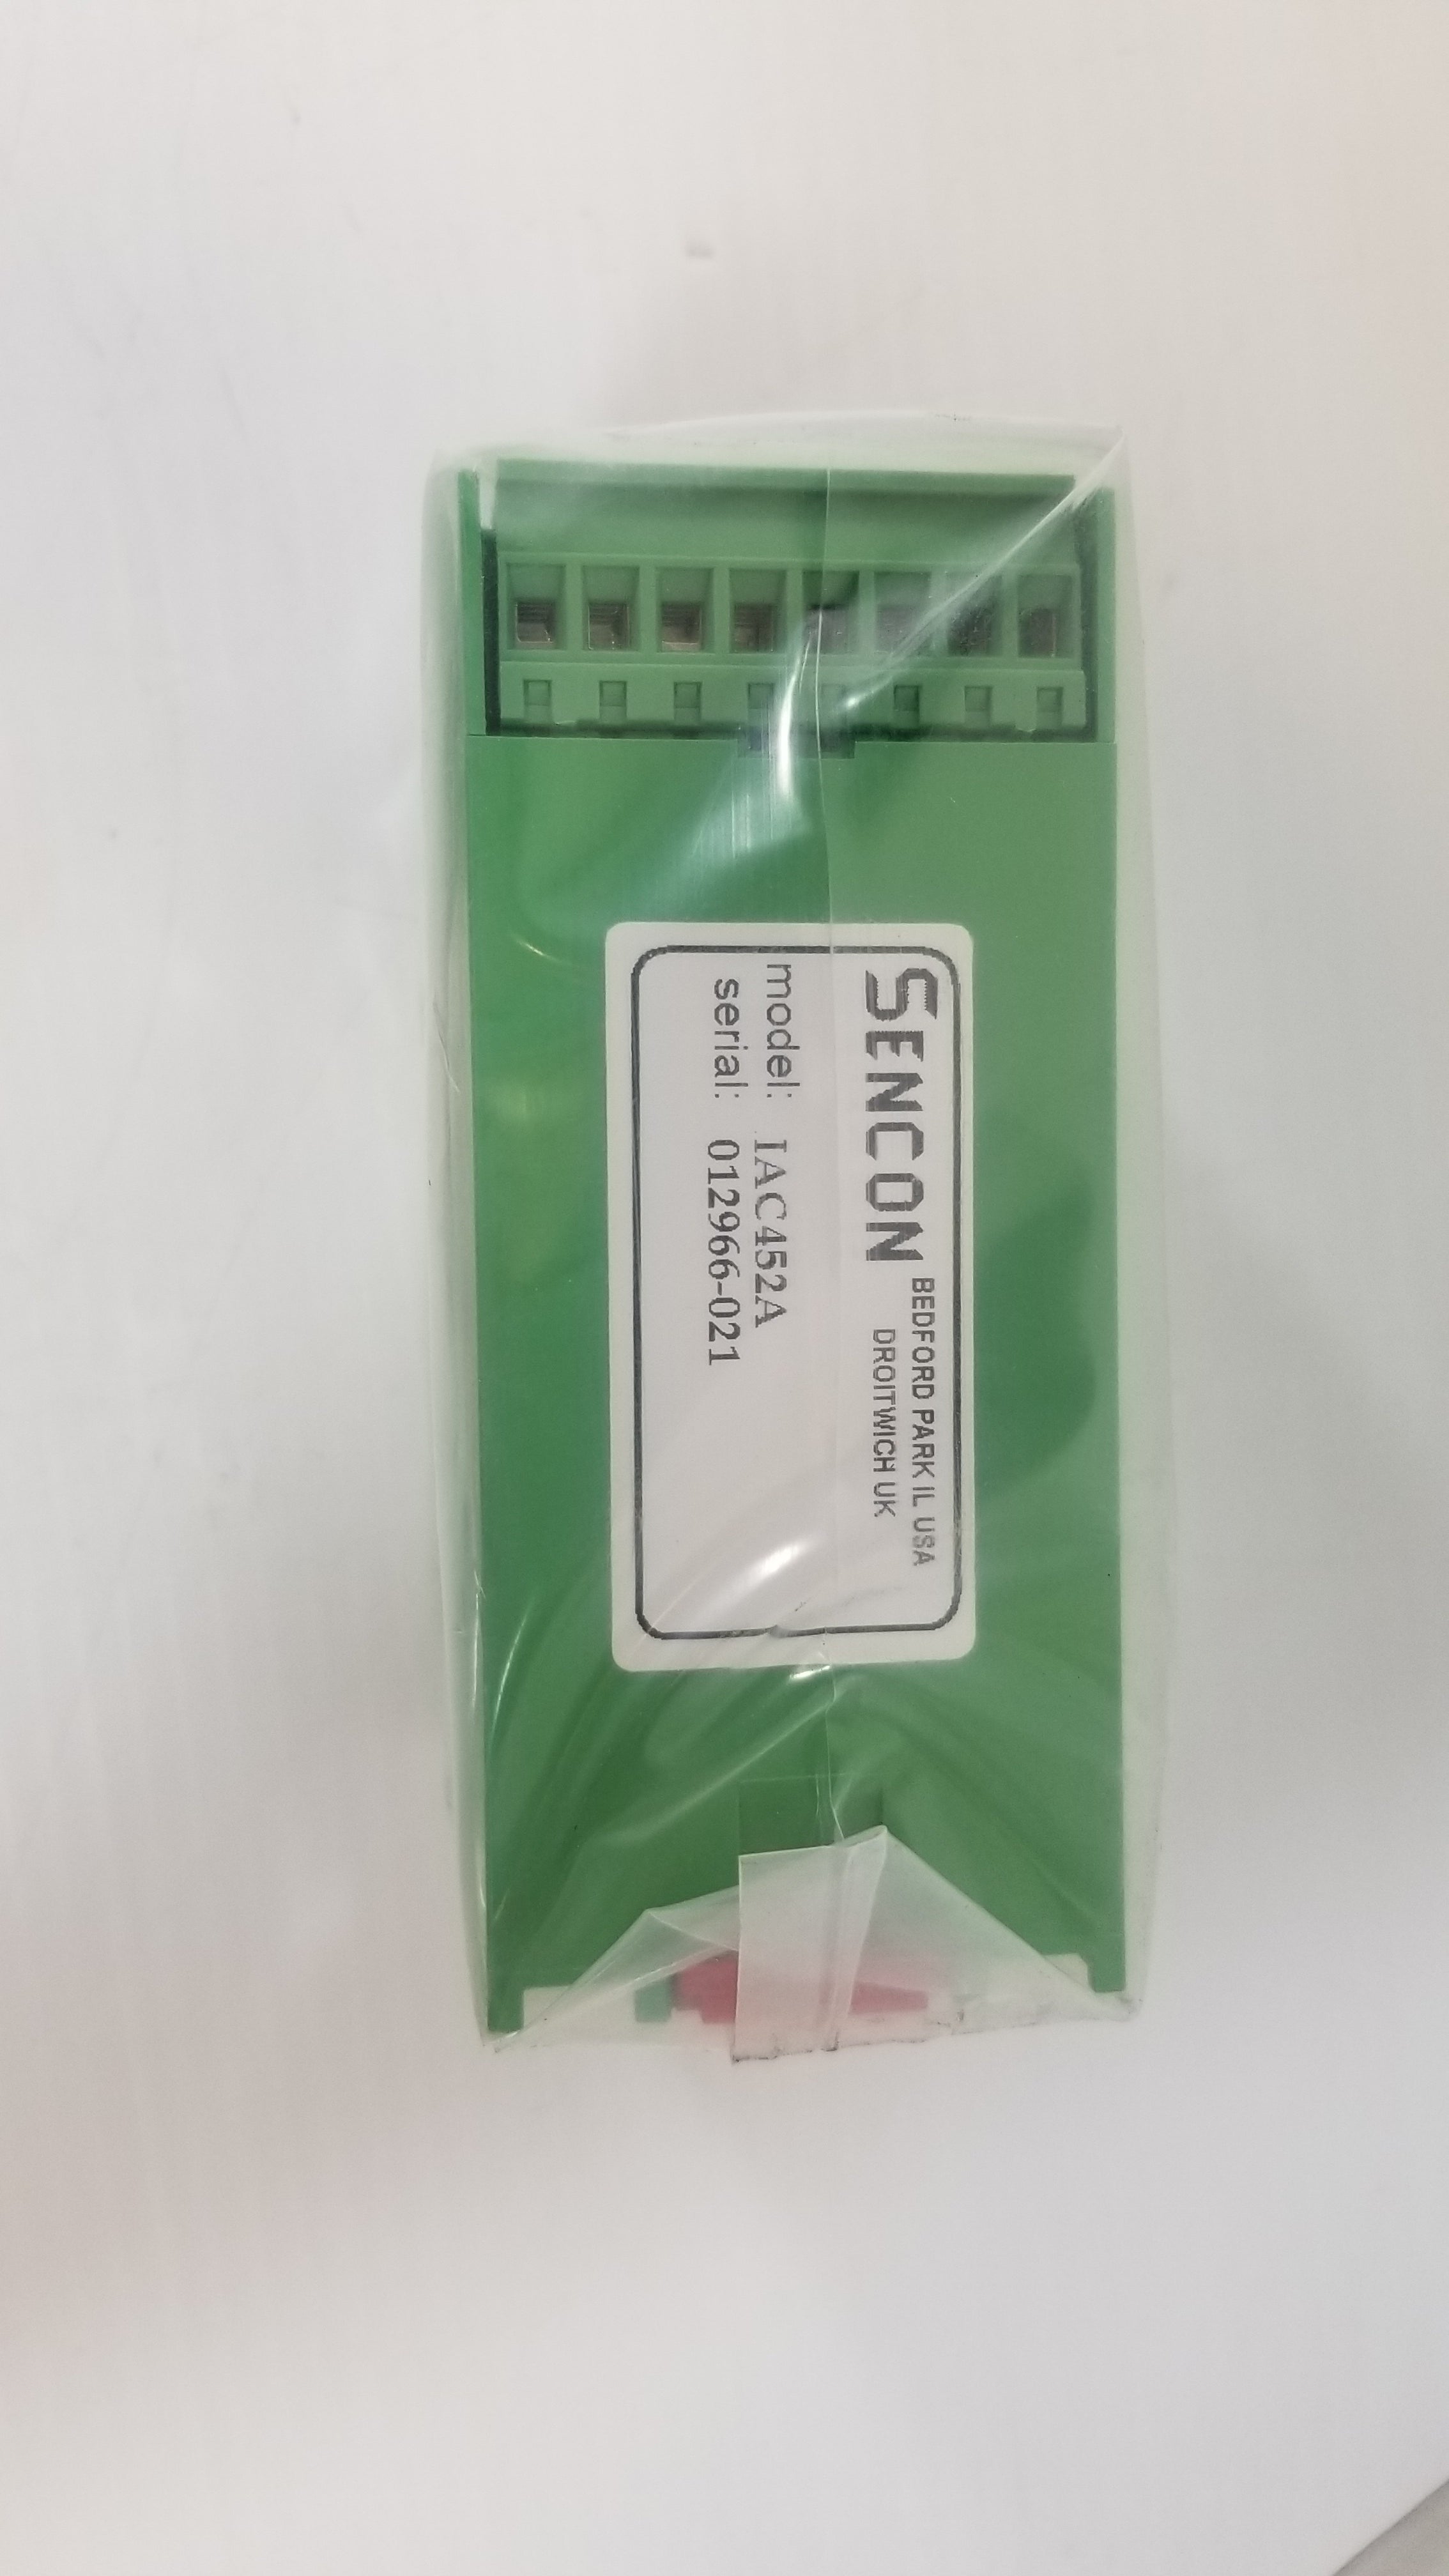 SENCON
BEDFORD PARK IL USA
DROITWICH UK
model: IAC452A
serial: 012966-021